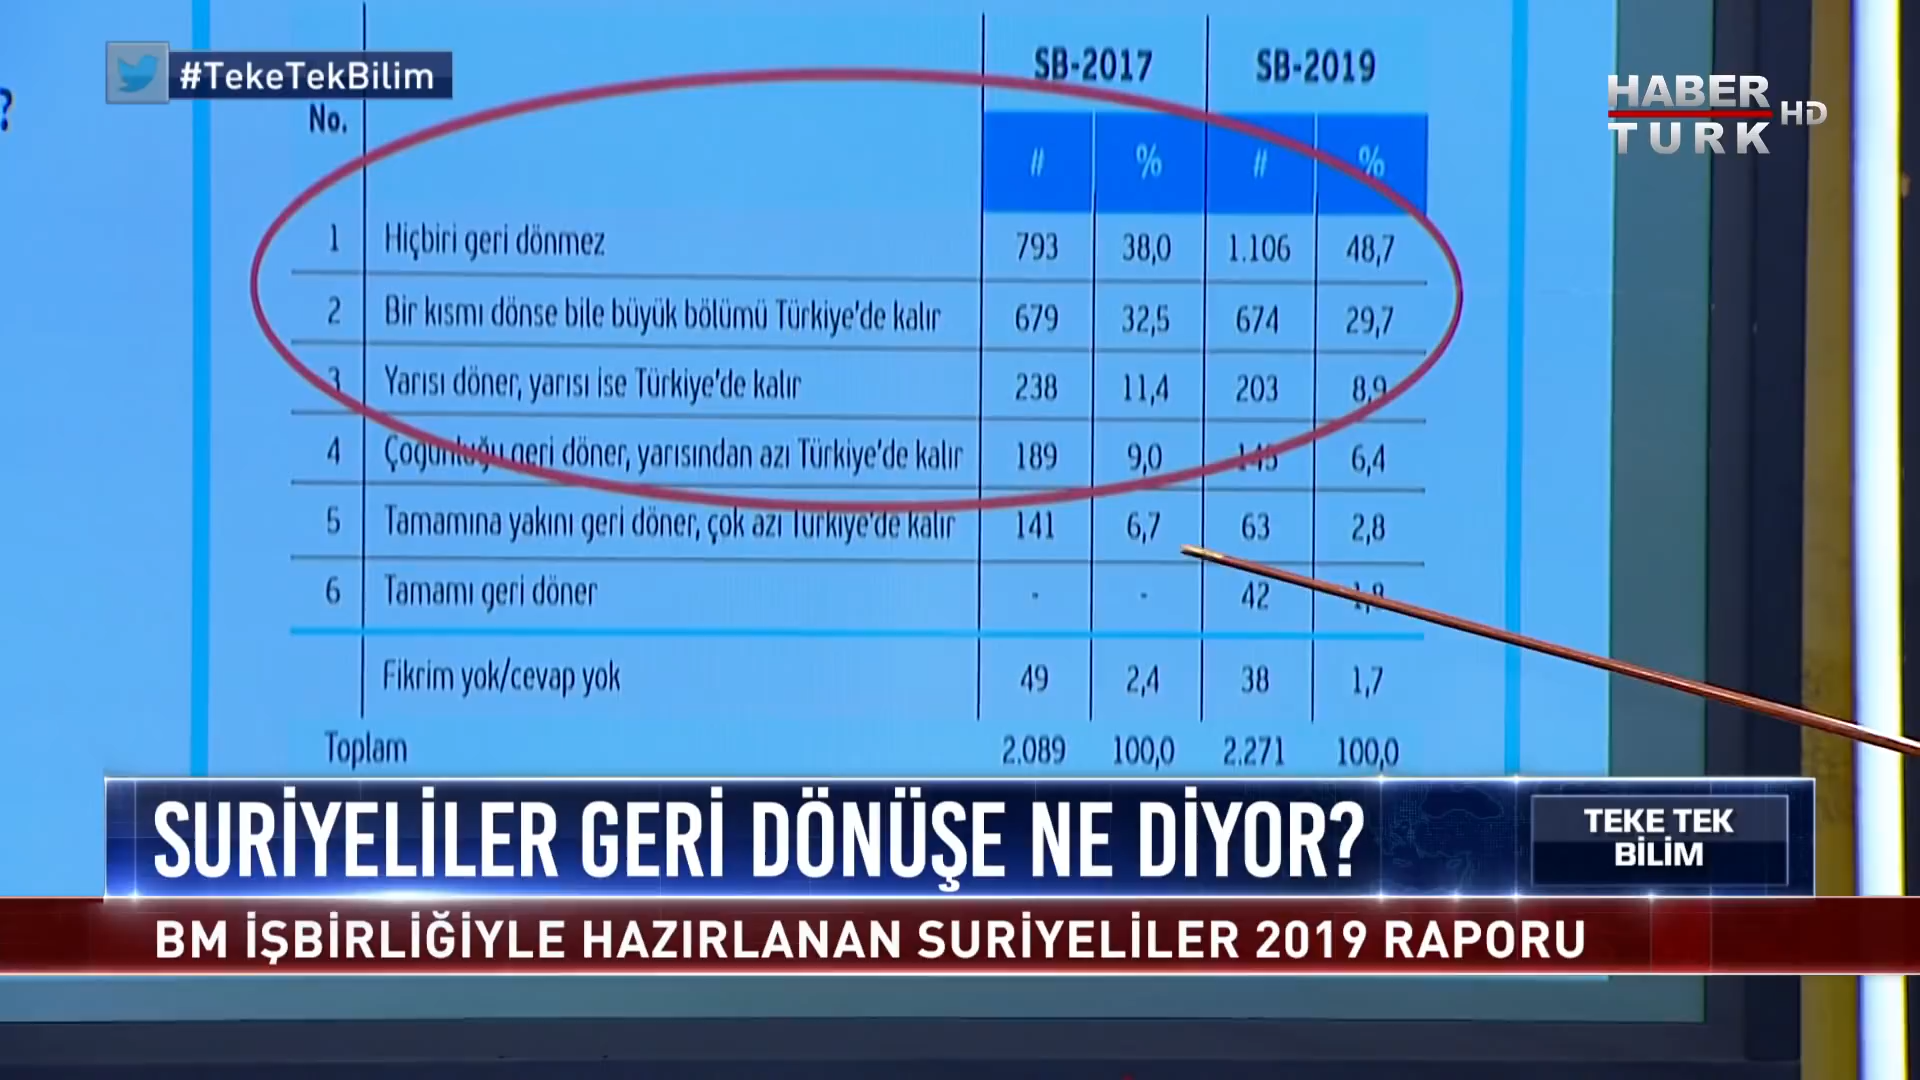 #TekeTekBilim
HABER
TURK HD
?
SB-2017 SB-2019
No.
# % # %
1 Hiçbiri geri dönmez 793 38,0 1.106 48,7
2 Bir kısmı dönse bile büyük bölümü Türkiye'de kalır 679 32,5 674 29,7
3 Yarısı döner, yarısı ise Türkiye'de kalır 238 11,4 203 8,9
4 Çoğunluğu geri döner, yarısından azı Türkiye'de kalır 189 9,0 145 6,4
5 Tamamına yakını geri döner, çok azı Türkiye'de kalır 141 6,7 63 2,8
6 Tamamı geri döner - - 42 1,8
Fikrim yok/cevap yok 49 2,4 38 1,7
Toplam 2.089 100,0 2.271 100,0
SURİYELİLER GERİ DÖNÜŞE NE DİYOR?
TEKE TEK
BİLİM
BM İŞBİRLİĞİYLE HAZIRLANAN SURİYELİLER 2019 RAPORU